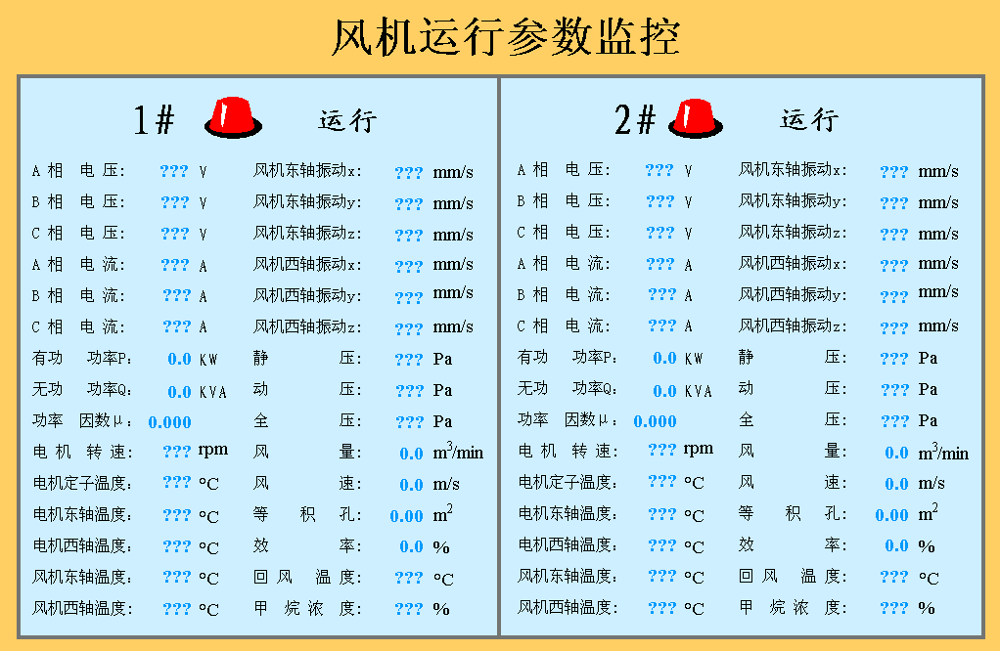 风机运行参数监控
1# 运行
A 相 电 压: ??? V 风机东轴振动x: ??? mm/s
B 相 电 压: ??? V 风机东轴振动y: ??? mm/s
C 相 电 压: ??? V 风机东轴振动z: ??? mm/s
A 相 电 流: ??? A 风机西轴振动x: ??? mm/s
B 相 电 流: ??? A 风机西轴振动y: ??? mm/s
C 相 电 流: ??? A 风机西轴振动z: ??? mm/s
有功 功率P: 0.0 KW 静 压: ??? Pa
无功 功率Q: 0.0 KVA 动 压: ??? Pa
功率 因数μ: 0.000 全 压: ??? Pa
电 机 转 速: ??? rpm 风 量: 0.0 m³/min
电机定子温度: ??? °C 风 速: 0.0 m/s
电机东轴温度: ??? °C 等 积 孔: 0.00 m²
电机西轴温度: ??? °C 效 率: 0.0 %
风机东轴温度: ??? °C 回 风 温 度: ??? °C
风机西轴温度: ??? °C 甲 烷 浓 度: ??? %
2# 运行
A 相 电 压: ??? V 风机东轴振动x: ??? mm/s
B 相 电 压: ??? V 风机东轴振动y: ??? mm/s
C 相 电 压: ??? V 风机东轴振动z: ??? mm/s
A 相 电 流: ??? A 风机西轴振动x: ??? mm/s
B 相 电 流: ??? A 风机西轴振动y: ??? mm/s
C 相 电 流: ??? A 风机西轴振动z: ??? mm/s
有功 功率P: 0.0 KW 静 压: ??? Pa
无功 功率Q: 0.0 KVA 动 压: ??? Pa
功率 因数μ: 0.000 全 压: ??? Pa
电 机 转 速: ??? rpm 风 量: 0.0 m³/min
电机定子温度: ??? °C 风 速: 0.0 m/s
电机东轴温度: ??? °C 等 积 孔: 0.00 m²
电机西轴温度: ??? °C 效 率: 0.0 %
风机东轴温度: ??? °C 回 风 温 度: ??? °C
风机西轴温度: ??? °C 甲 烷 浓 度: ??? %